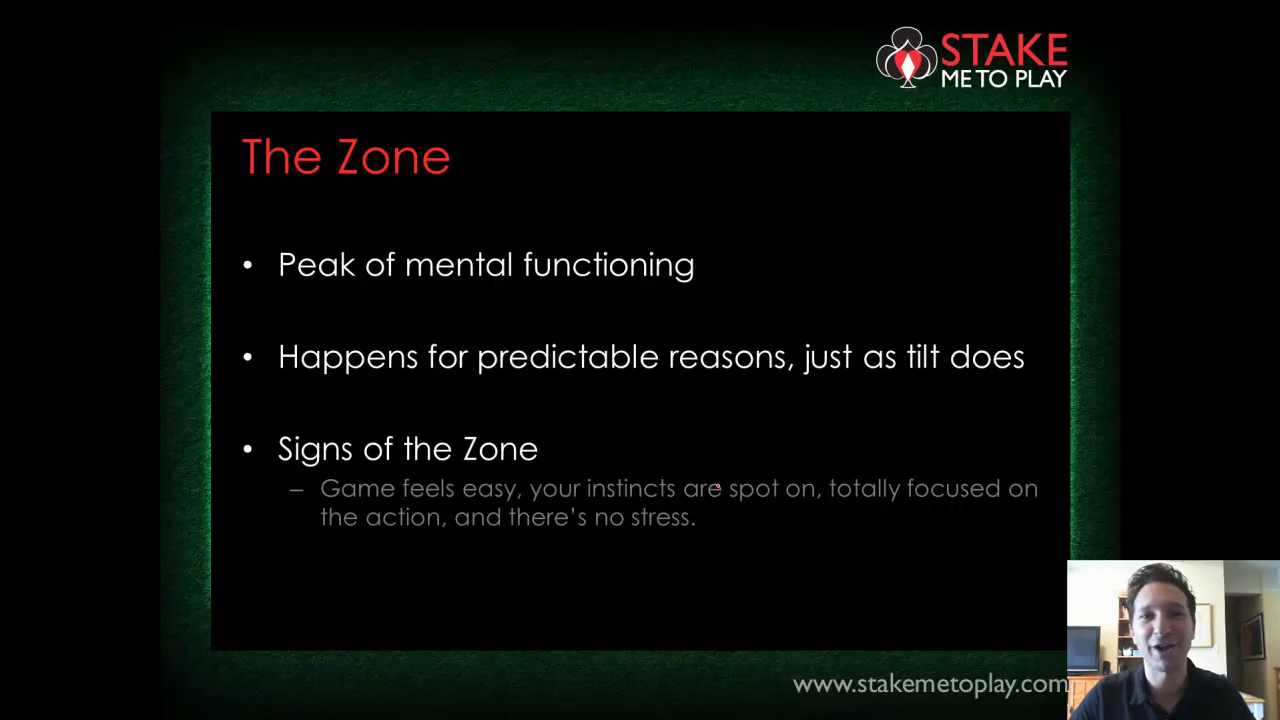 STAKE
ME TO PLAY
The Zone
• Peak of mental functioning
• Happens for predictable reasons, just as tilt does
• Signs of the Zone
– Game feels easy, your instincts are spot on, totally focused on
the action, and there's no stress.
www.stakemetoplay.com